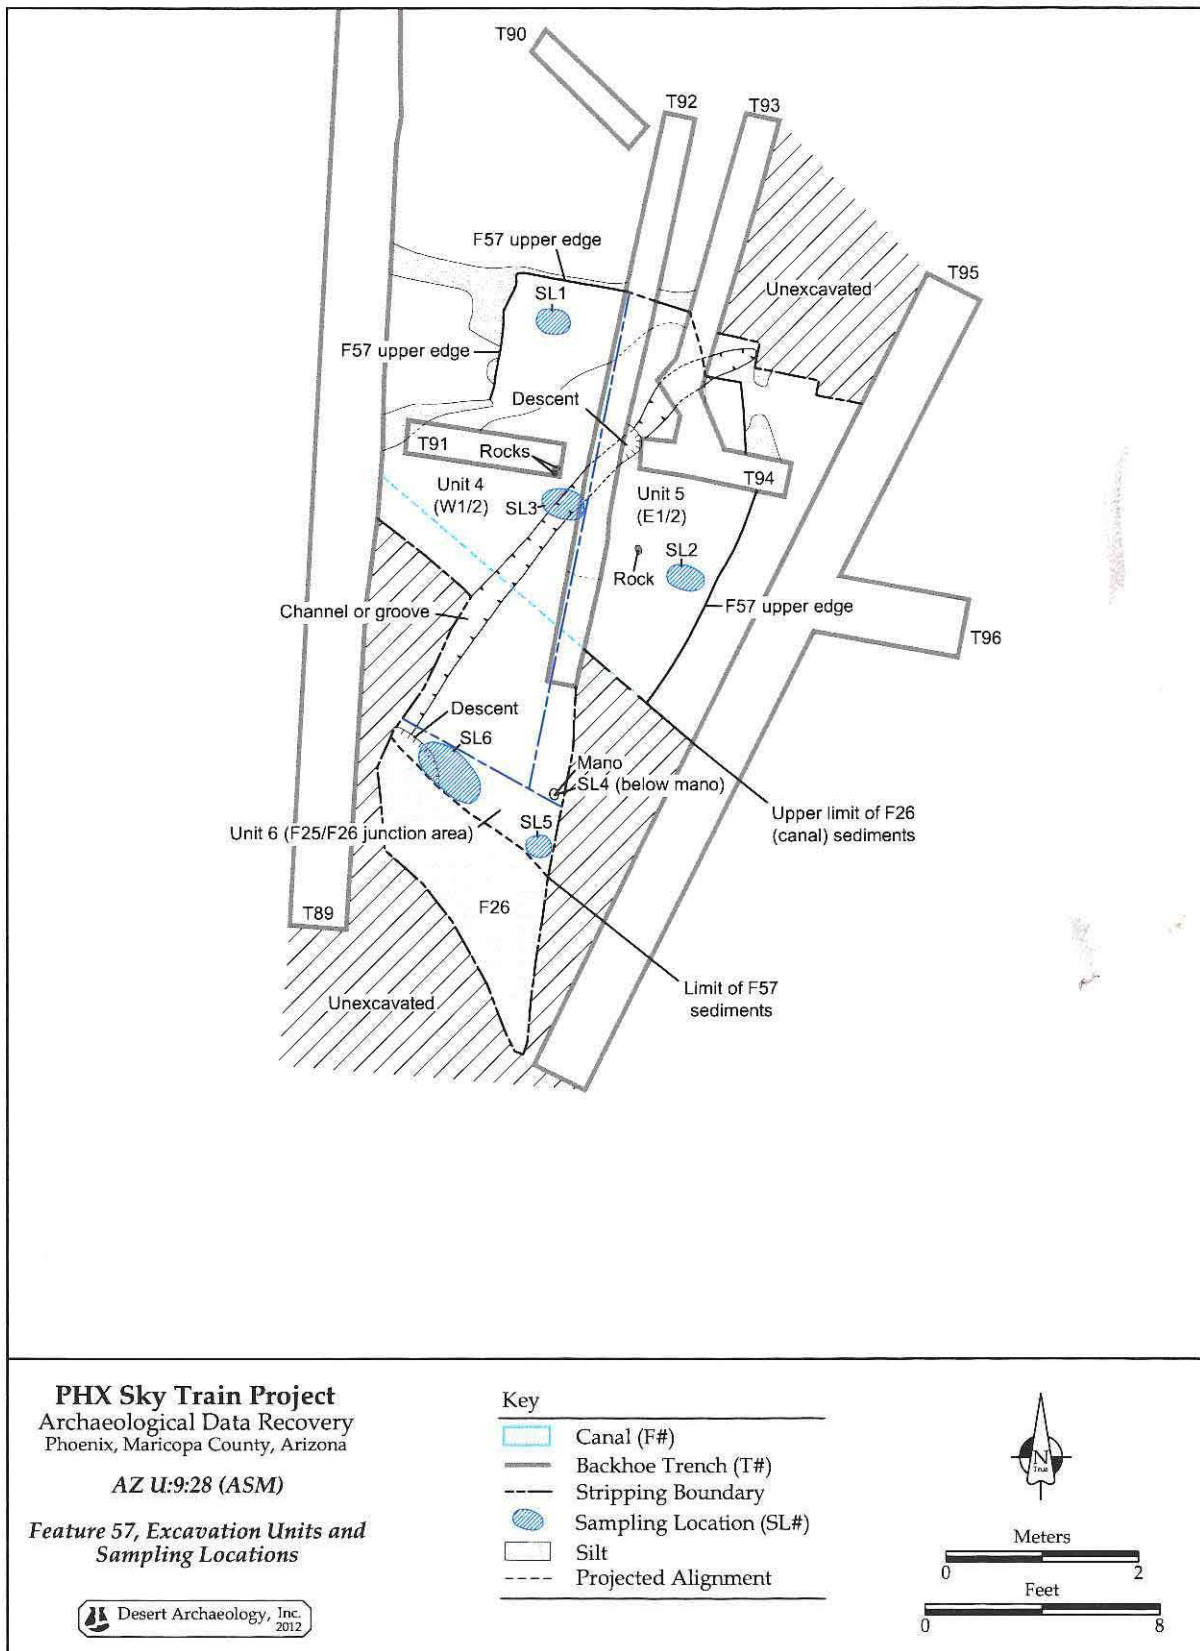 T90
T92
T93
F57 upper edge
T95
Unexcavated
SL1
F57 upper edge
Descent
T91
Rocks
T94
Unit 4
(W1/2)
SL3
Unit 5
(E1/2)
SL2
Rock
Channel or groove
F57 upper edge
T96
Descent
SL6
Mano
SL4 (below mano)
Upper limit of F26
(canal) sediments
Unit 6 (F25/F26 junction area)
SL5
T89
F26
Limit of F57
sediments
Unexcavated
PHX Sky Train Project
Archaeological Data Recovery
Phoenix, Maricopa County, Arizona
AZ U:9:28 (ASM)
Feature 57, Excavation Units and
Sampling Locations
Desert Archaeology, Inc.
2012
Key
Canal (F#)
Backhoe Trench (T#)
Stripping Boundary
Sampling Location (SL#)
Silt
Projected Alignment
N
True
Meters
0 2
Feet
0 8